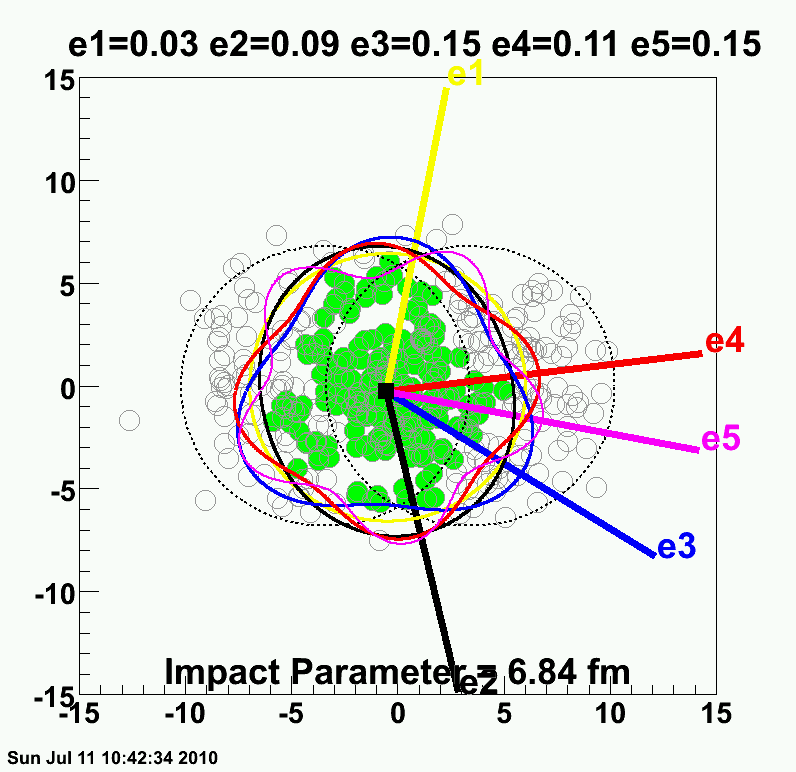 e1=0.03 e2=0.09 e3=0.15 e4=0.11 e5=0.15
e1
15
10
5
e4
0
e5
-5
e3
-10
Impact Parameter = 6.84 fm
e2
-15
-15 -10 -5 0 5 10 15
Sun Jul 11 10:42:34 2010